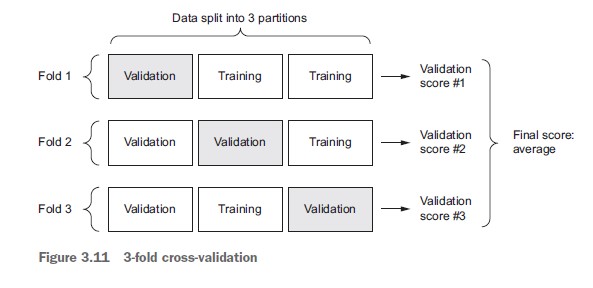 Data split into 3 partitions
Fold 1
Validation
Training
Training
Validation
score #1
Fold 2
Validation
Validation
Training
Validation
score #2
Final score:
average
Fold 3
Validation
Training
Validation
Validation
score #3
Figure 3.11 3-fold cross-validation